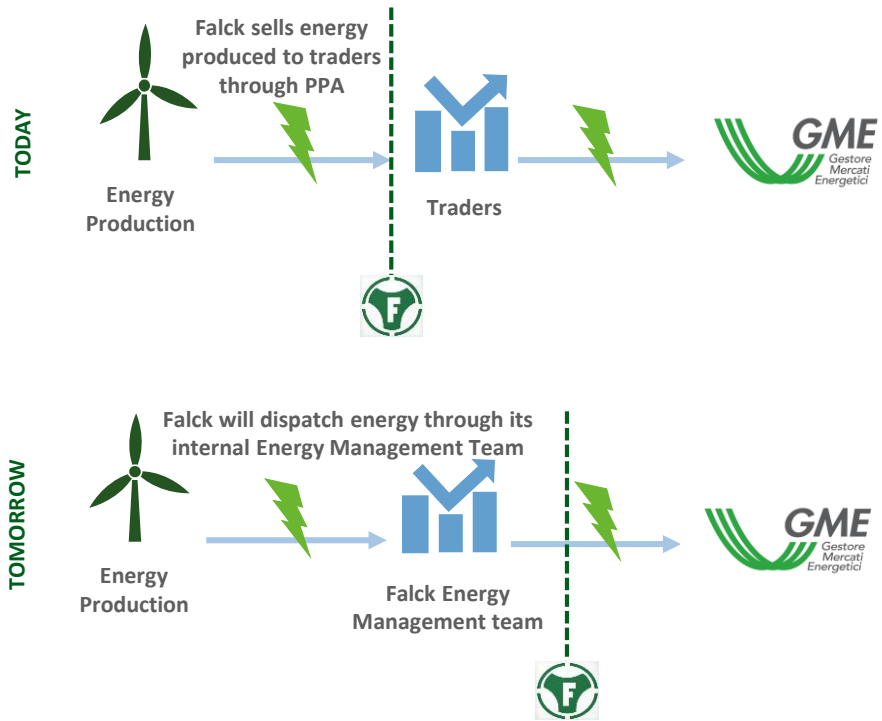 TODAY
Falck sells energy
produced to traders
through PPA
Energy
Production
Traders
GME
Gestore
Mercati
Energetici
F
TOMORROW
Falck will dispatch energy through its
internal Energy Management Team
Energy
Production
Falck Energy
Management team
GME
Gestore
Mercati
Energetici
F